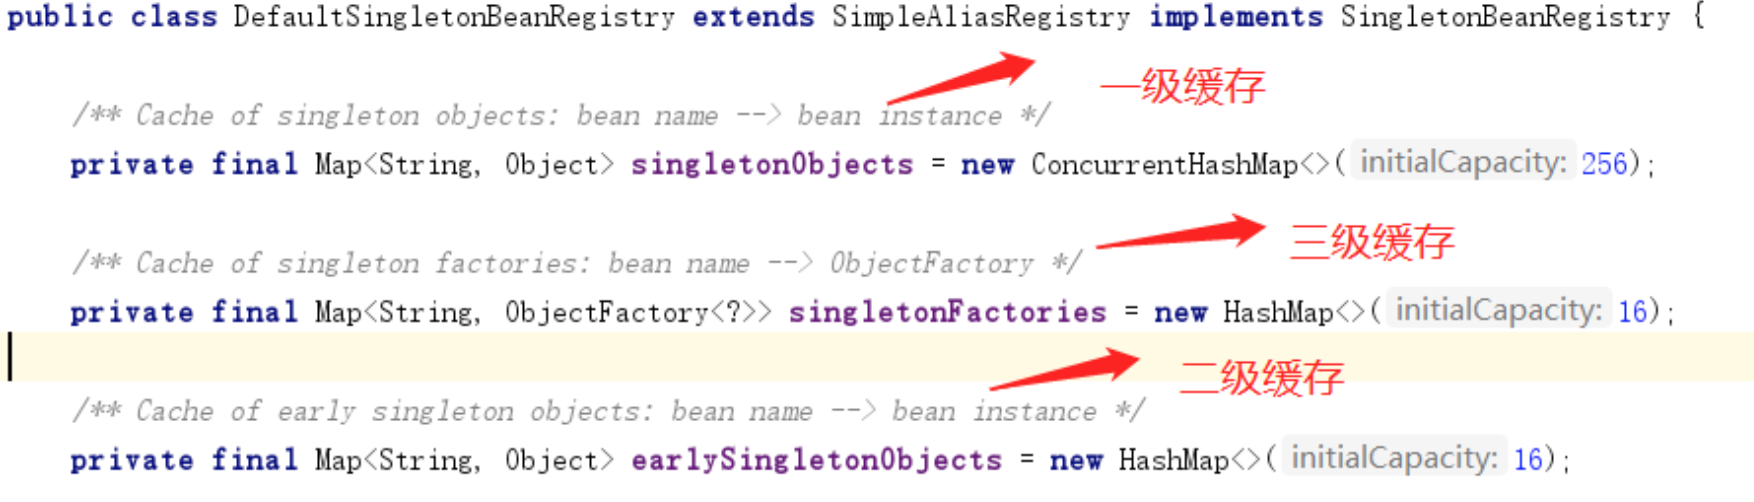 public class DefaultSingletonBeanRegistry extends SimpleAliasRegistry implements SingletonBeanRegistry {
一级缓存
/** Cache of singleton objects: bean name --> bean instance */
private final Map<String, Object> singletonObjects = new ConcurrentHashMap<>( initialCapacity: 256);
三级缓存
/** Cache of singleton factories: bean name --> ObjectFactory */
private final Map<String, ObjectFactory<?>> singletonFactories = new HashMap<>( initialCapacity: 16);
二级缓存
/** Cache of early singleton objects: bean name --> bean instance */
private final Map<String, Object> earlySingletonObjects = new HashMap<>( initialCapacity: 16);